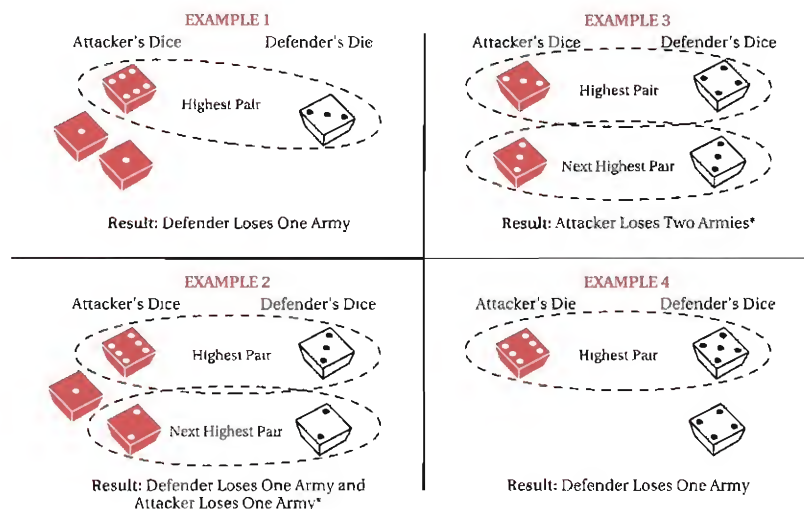 EXAMPLE 1
Attacker's Dice Defender's Die
Highest Pair
Result: Defender Loses One Army
EXAMPLE 3
Attacker's Dice Defender's Dice
Highest Pair
Next Highest Pair
Result: Attacker Loses Two Armies*
EXAMPLE 2
Attacker's Dice Defender's Dice
Highest Pair
Next Highest Pair
Result: Defender Loses One Army and
Attacker Loses One Army*
EXAMPLE 4
Attacker's Die Defender's Dice
Highest Pair
Result: Defender Loses One Army